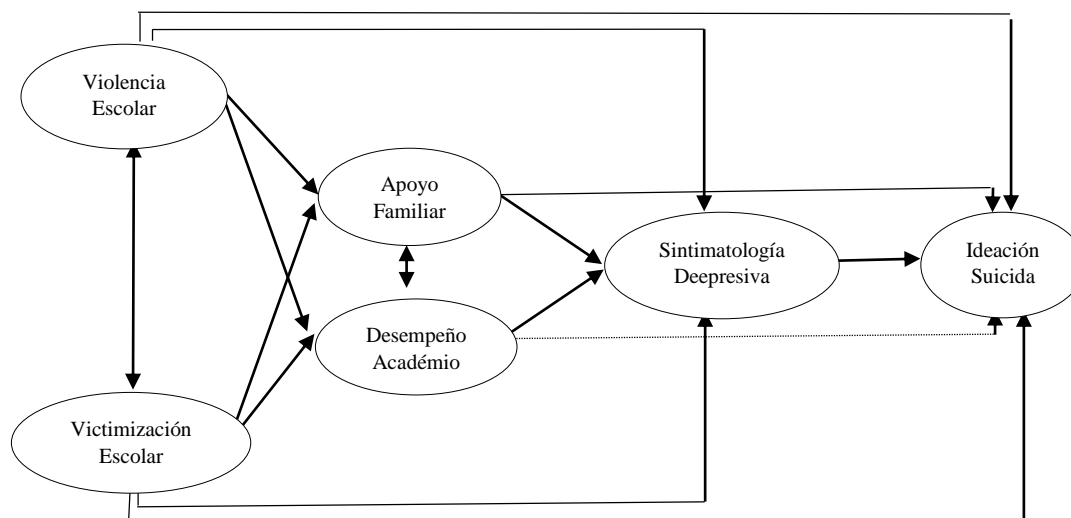 Violencia
Escolar
Apoyo
Familiar
Sintimatología
Deepresiva
Ideación
Suicida
Desempeño
Académio
Victimización
Escolar